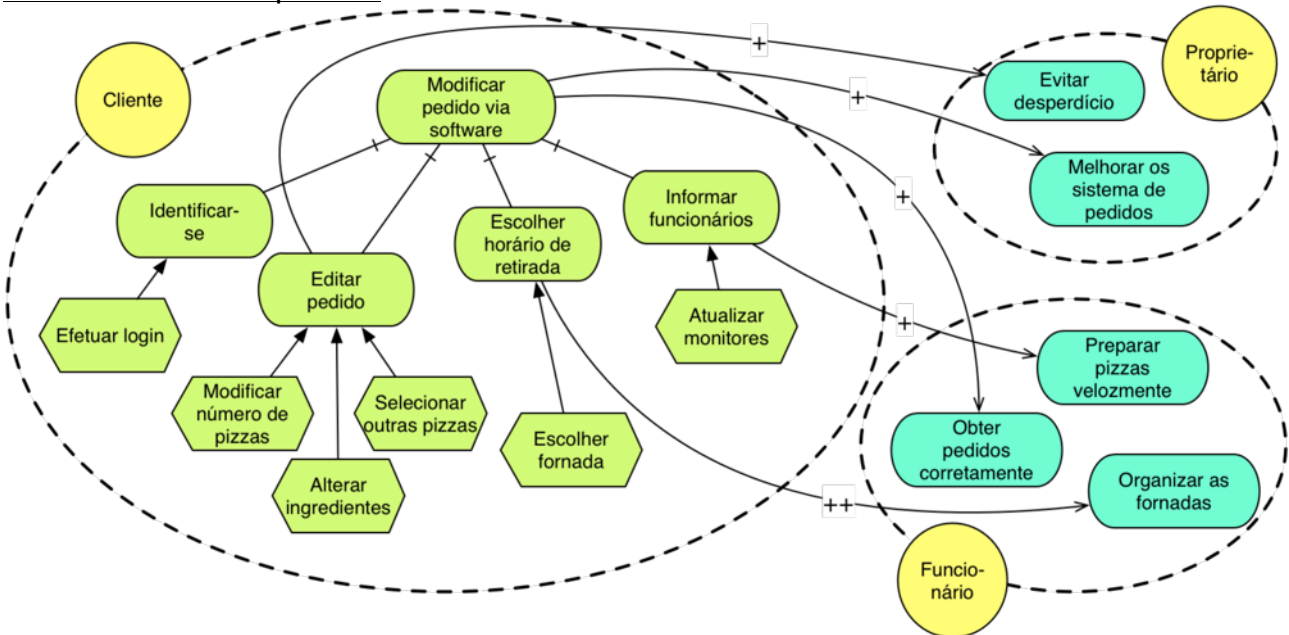 Cliente
Modificar
pedido via
software
Identificar-
se
Editar
pedido
Escolher
horário de
retirada
Informar
funcionários
Efetuar login
Modificar
número de
pizzas
Alterar
ingredientes
Selecionar
outras pizzas
Escolher
fornada
Atualizar
monitores
+
+
+
+
++
Proprie-
tário
Evitar
desperdício
Melhorar os
sistema de
pedidos
Preparar
pizzas
velozmente
Obter
pedidos
corretamente
Organizar as
fornadas
Funcio-
nário